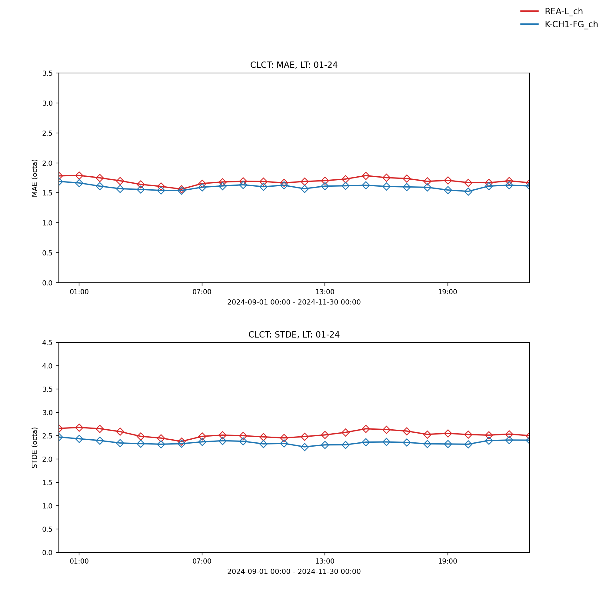 REA-L_ch
K-CH1-FG_ch
CLCT: MAE, LT: 01-24
3.5
3.0
2.5
2.0
1.5
1.0
0.5
0.0
MAE (octa)
01:00 07:00 13:00 19:00
2024-09-01 00:00 - 2024-11-30 00:00
CLCT: STDE, LT: 01-24
4.5
4.0
3.5
3.0
2.5
2.0
1.5
1.0
0.5
0.0
STDE (octa)
01:00 07:00 13:00 19:00
2024-09-01 00:00 - 2024-11-30 00:00